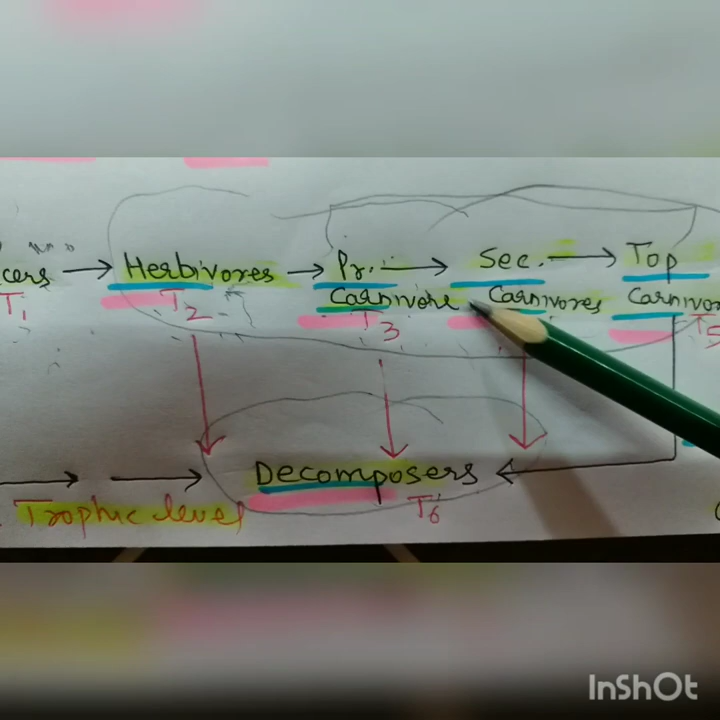 cers → Herbivores → Pr. → Sec. → Top
T1 T2 Carnivore Carnivores Carnivor
T3 T5
Decomposers
Trophic level T6
InShOt